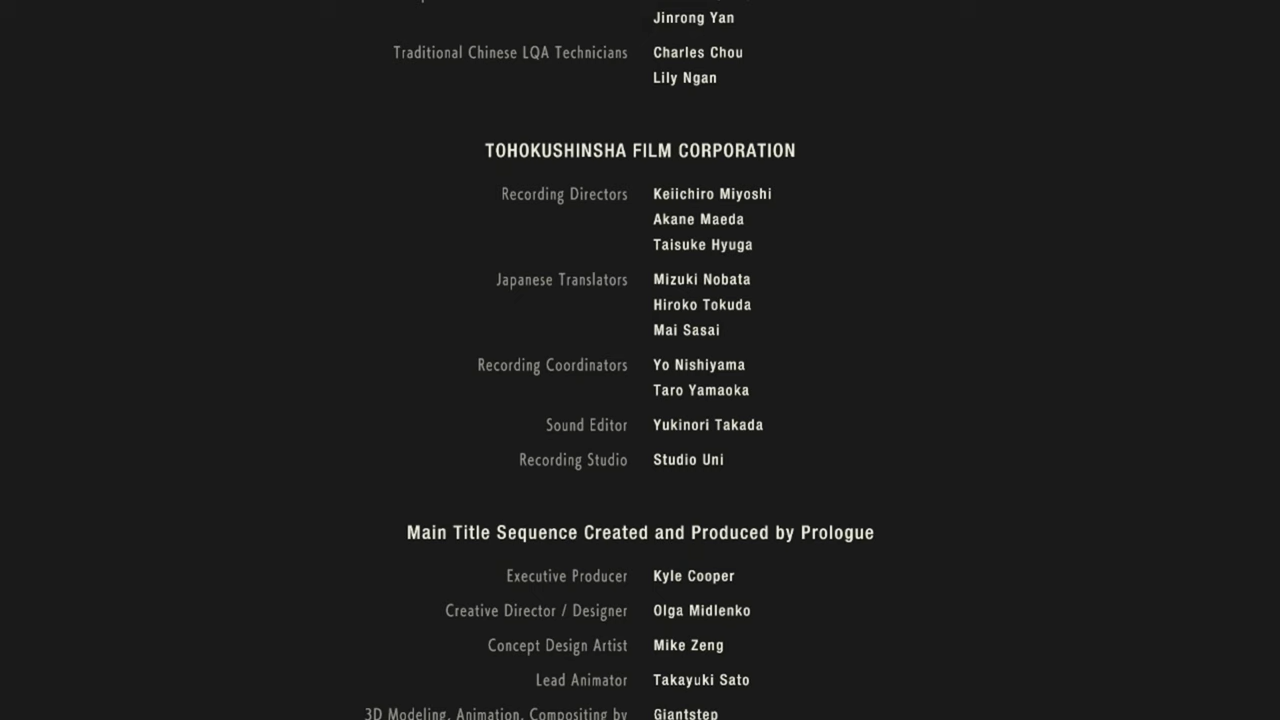 Jinrong Yan
Traditional Chinese LQA Technicians Charles Chou
Lily Ngan
TOHOKUSHINSHA FILM CORPORATION
Recording Directors Keiichiro Miyoshi
Akane Maeda
Taisuke Hyuga
Japanese Translators Mizuki Nobata
Hiroko Tokuda
Mai Sasai
Recording Coordinators Yo Nishiyama
Taro Yamaoka
Sound Editor Yukinori Takada
Recording Studio Studio Uni
Main Title Sequence Created and Produced by Prologue
Executive Producer Kyle Cooper
Creative Director / Designer Olga Midlenko
Concept Design Artist Mike Zeng
Lead Animator Takayuki Sato
3D Modeling, Animation, Compositing by Giantstep